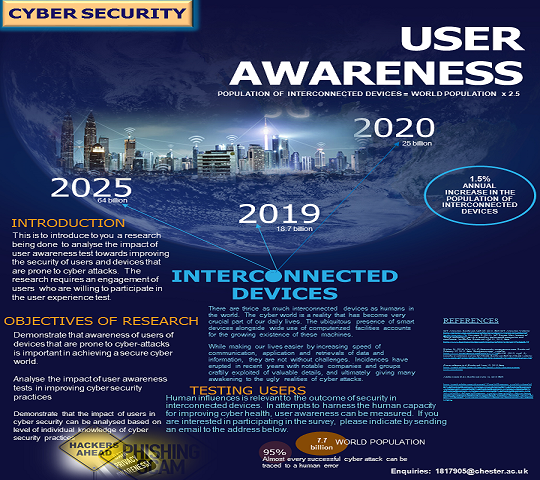 CYBER SECURITY
USER
AWARENESS
POPULATION OF INTERCONNECTED DEVICES = WORLD POPULATION x 2.5
2020
25 billion
2025
64 billion
2019
18.7 billion
1.5%
ANNUAL
INCREASE IN THE
POPULATION OF
INTERCONNECTED
DEVICES
INTRODUCTION
This is to introduce to you a research
being done to analyse the impact of
user awareness test towards improving
the security of users and devices that
are prone to cyber attacks. The
research requires an engagement of
users who are willing to participate in
the user experience test.
OBJECTIVES OF RESEARCH
Demonstrate that awareness of users of
devices that are prone to cyber-attacks
is important in achieving a secure cyber
world.
Analyse the impact of user awareness
tests in improving cyber security
practices
Demonstrate that the impact of users in
cyber security can be analysed based on
level of individual knowledge of cyber
security practice
HACKERS
AHEAD
PHISHING
INTERCONNECTED
DEVICES
There are thrice as much interconnected devices as humans in
the world. The cyber world is a reality that has become very
crucial part of our daily lives. The ubiquitous presence of smart
devices alongside wide use of computerized facilities accounts
for the growing existence of these machines.
While making our lives easier by increasing speed of
communication, application and retrievals of data and
information, they are not without challenges. Incidences have
erupted in recent years with notable companies and groups
craftily exploited of valuable details, and ultimately giving many
awakening to the ugly realities of cyber attacks.
TESTING USERS
Human influences is relevant to the outcome of security in
interconnected devices. In attempts to harness the human capacity
for improving cyber health, user awareness can be measured. If you
are interested in participating in the survey, please indicate by sending
an email to the address below.
7.7
billion
WORLD POPULATION
95%
Almost every successful cyber attack can be
traced to a human error
REFERENCES
Enquiries: 1817905@chester.ac.uk